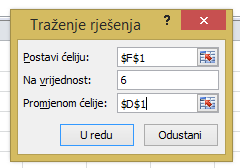 Traženje rješenja ? x
Postavi ćeliju: $F$1
Na vrijednost: 6
Promjenom ćelije: $D$1
U redu Odustani